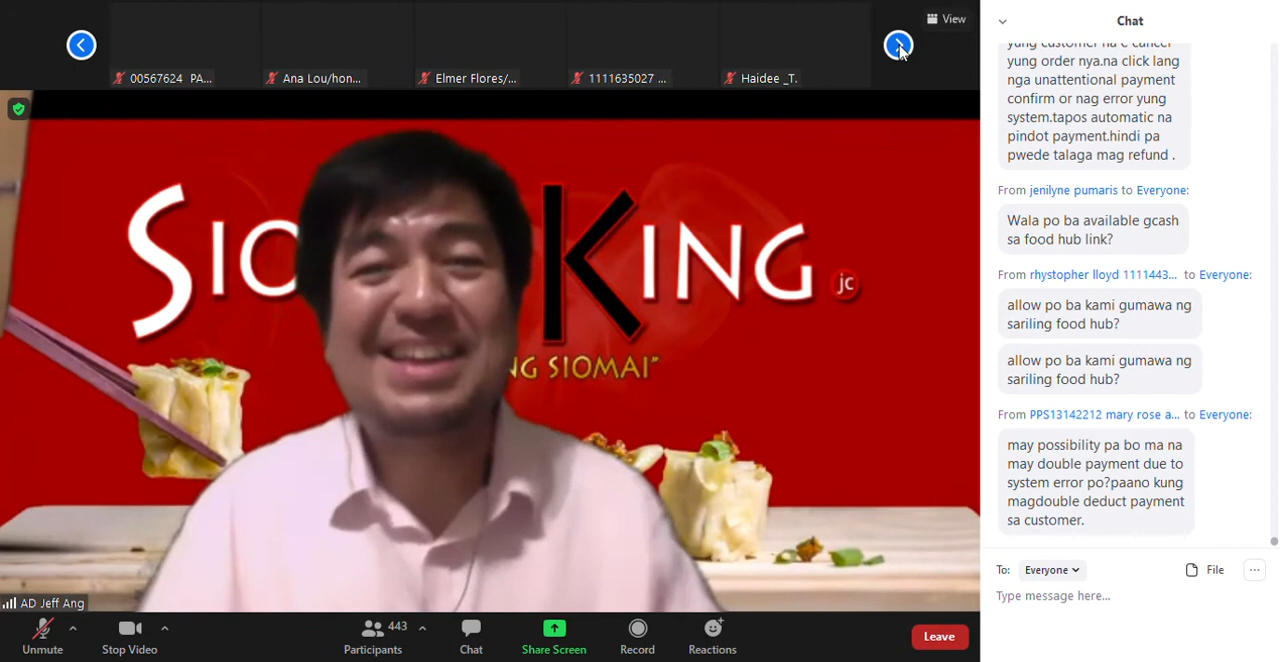 View
00567624 PA...
Ana Lou/hon...
Elmer Flores/...
1111635027 ...
Haidee _T.
SIO KING
jc
NG SIOMAI"
AD Jeff Ang
Unmute
Stop Video
443
Participants
Chat
Share Screen
Record
Reactions
Leave
Chat
yung customer na e cancel
yung order nya.na click lang
nga unattentional payment
confirm or nag error yung
system.tapos automatic na
pindot payment.hindi pa
pwede talaga mag refund .
From jenilyne pumaris to Everyone:
Wala po ba available gcash
sa food hub link?
From rhystopher lloyd 1111443... to Everyone:
allow po ba kami gumawa ng
sariling food hub?
allow po ba kami gumawa ng
sariling food hub?
From PPS13142212 mary rose a... to Everyone:
may possibility pa bo ma na
may double payment due to
system error po?paano kung
magdouble deduct payment
sa customer.
To: Everyone
File
Type message here...